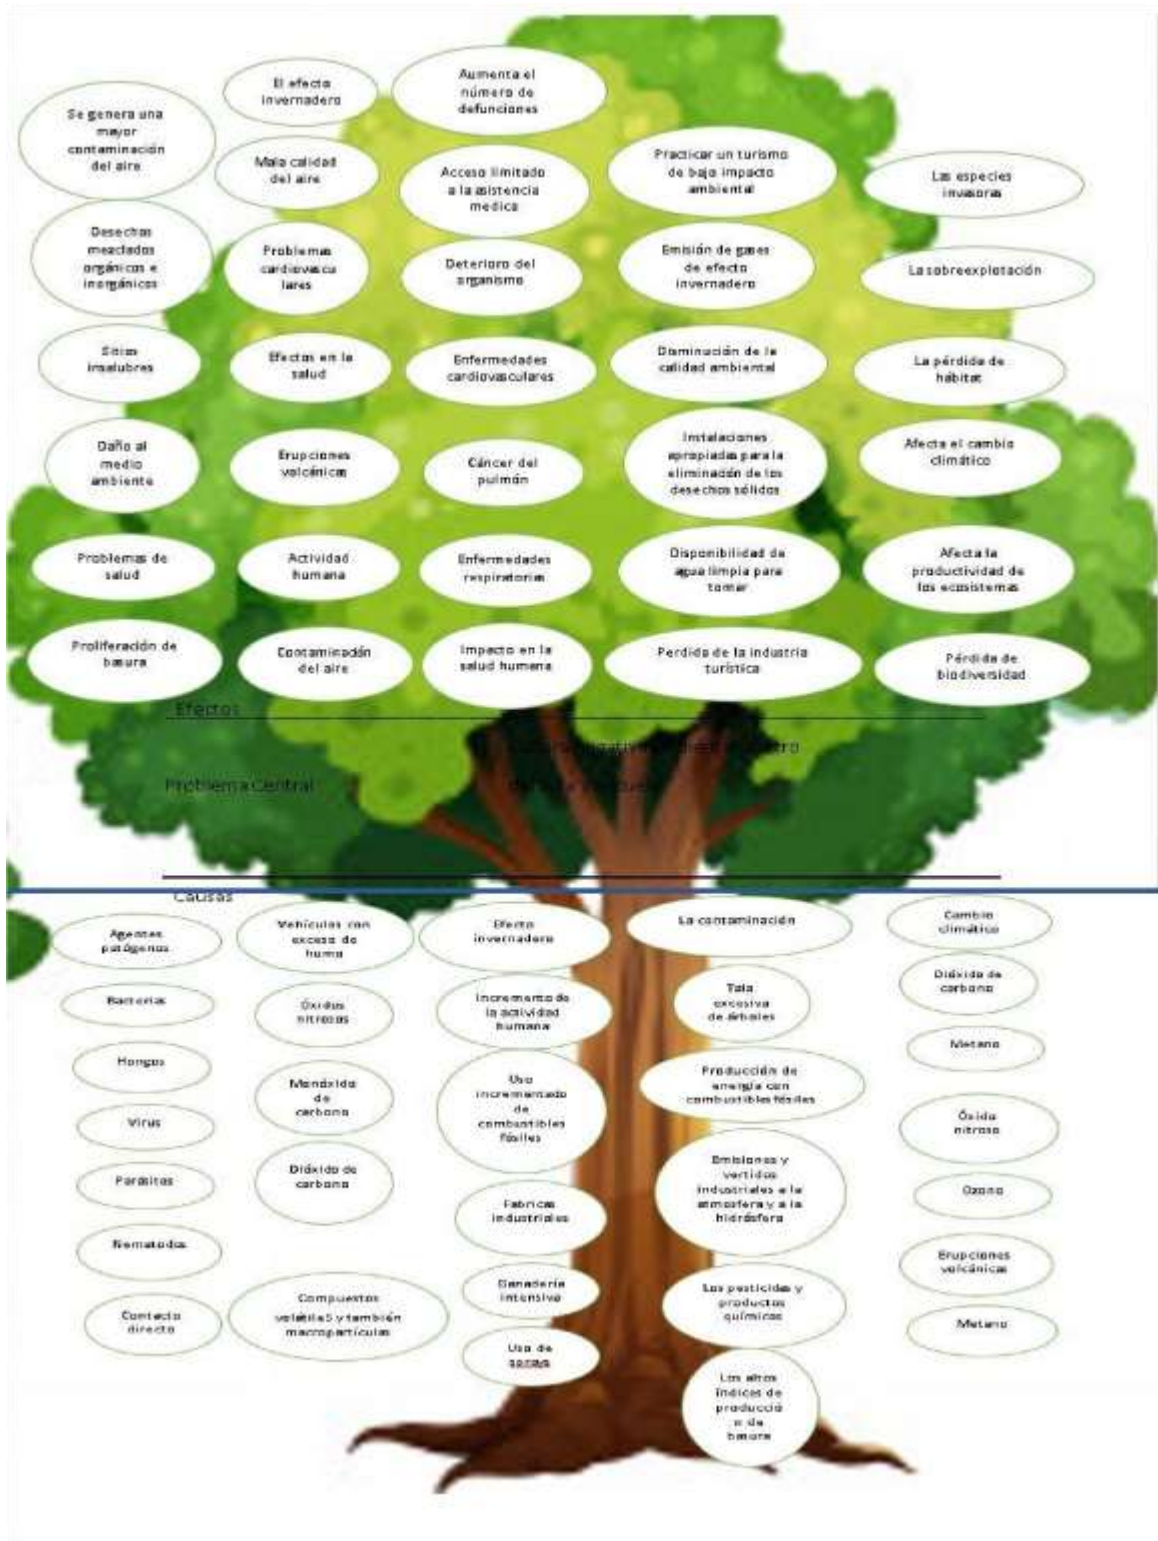 Se genera una
mayor
contaminación
del aire
El efecto
invernadero
Aumenta el
número de
defunciones
Mala calidad
del aire
Acceso limitado
a la asistencia
medica
Practicar un turismo
de bajo impacto
ambiental
Las especies
invasoras
Desechos
mezclados
orgánicos e
inorgánicos
Problemas
cardiovascu
lares
Deterioro del
organismo
Emisión de gases
de efecto
invernadero
La sobreexplotación
Sitios
insalubres
Efectos en la
salud
Enfermedades
cardiovasculares
Disminución de la
calidad ambiental
La pérdida de
hábitat
Daño al
medio
ambiente
Erupciones
volcánicas
Cáncer del
pulmón
Instalaciones
apropiadas para la
eliminación de los
desechos sólidos
Afecta el cambio
climático
Problemas de
salud
Actividad
humana
Enfermedades
respiratorias
Disponibilidad de
agua limpia para
tomar
Afecta la
productividad de
los ecosistemas
Proliferación de
basura
Contaminación
del aire
Impacto en la
salud humana
Perdida de la industria
turística
Pérdida de
biodiversidad
Efectos
Problema Central
Causas
Agentes
patógenos
Vehículos con
exceso de
humo
Efecto
invernadero
La contaminación
Cambio
climático
Bacterias
Óxidos
nitrosos
Incremento de
la actividad
humana
Tala
excesiva
de árboles
Dióxido de
carbono
Hongos
Monóxido
de
carbono
Uso
incrementado
de
combustibles
fósiles
Producción de
energía con
combustibles fósiles
Metano
Virus
Dióxido de
carbono
Emisiones y
vertidos
industriales a la
atmosfera y a la
hidrósfera
Óxido
nitroso
Parásitos
Fabricas
industriales
Ozono
Nematodos
Ganadería
intensiva
Los pesticidas y
productos
químicos
Erupciones
volcánicas
Contacto
directo
Compuestos
volátiles y también
macropartículas
Uso de
sprays
Metano
Los altos
índices de
producció
n de
basura